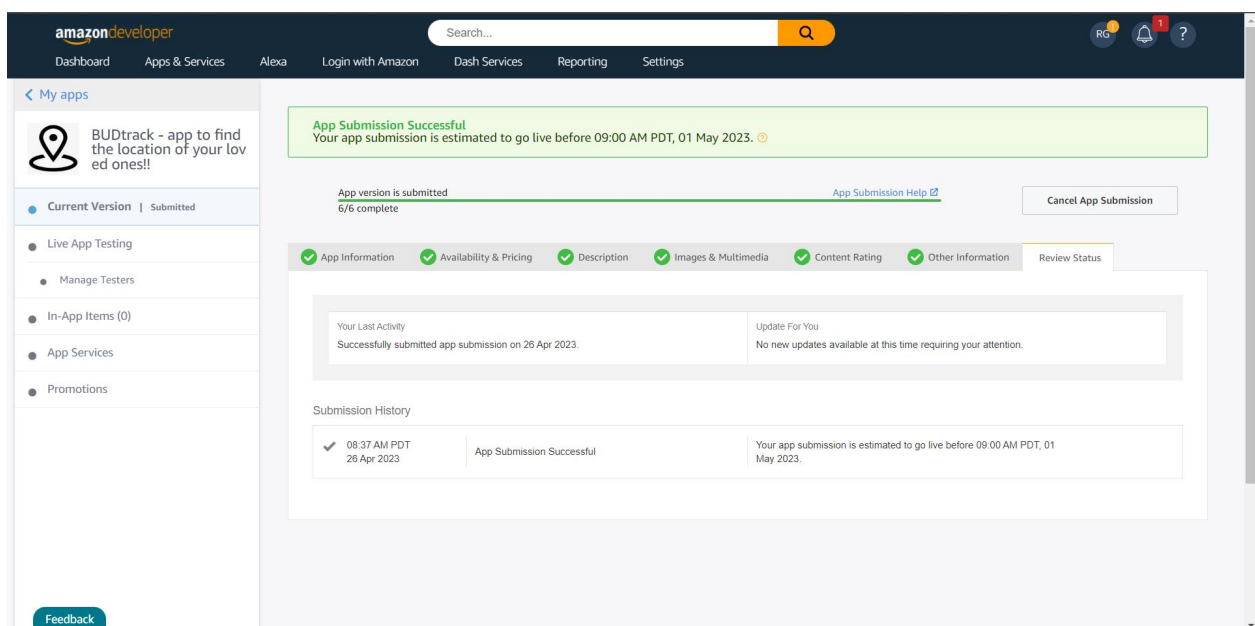 amazondeveloper
Search...
RG
!
1
?
Dashboard Apps & Services Alexa Login with Amazon Dash Services Reporting Settings
My apps
BUDtrack - app to find
the location of your lov
ed ones!!
Current Version | Submitted
Live App Testing
Manage Testers
In-App Items (0)
App Services
Promotions
Feedback
App Submission Successful
Your app submission is estimated to go live before 09:00 AM PDT, 01 May 2023.
App version is submitted
App Submission Help
6/6 complete
Cancel App Submission
App Information Availability & Pricing Description Images & Multimedia Content Rating Other Information Review Status
Your Last Activity
Successfully submitted app submission on 26 Apr 2023.
Update For You
No new updates available at this time requiring your attention.
Submission History
08:37 AM PDT
26 Apr 2023
App Submission Successful
Your app submission is estimated to go live before 09:00 AM PDT, 01
May 2023.